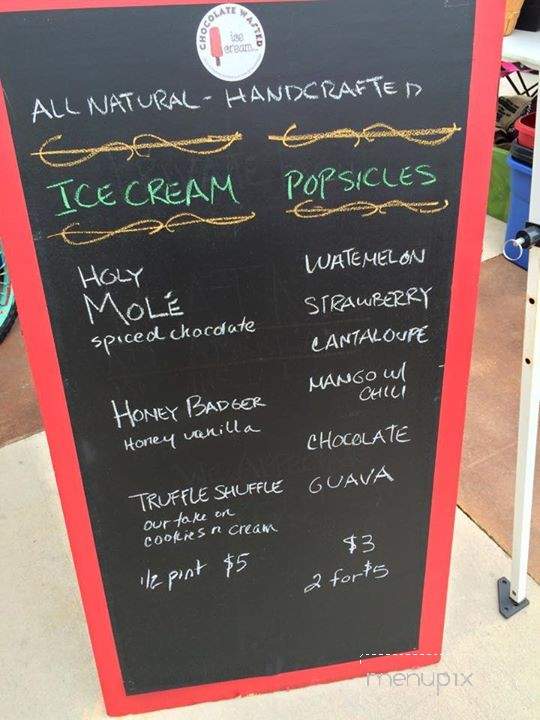 CHOCOLATE WASTED
ice
cream
ALL NATURAL - HANDCRAFTED
ICE CREAM
HOLY
MOLÉ
spiced chocolate
HONEY BADGER
Honey vanilla
TRUFFLE SHUFFLE
our take on
cookies n cream
1/2 pint $5
POPSICLES
WATEMELON
STRAWBERRY
CANTALOUPE
MANGO w/
CHILI
CHOCOLATE
GUAVA
$3
2 for $5
menupix